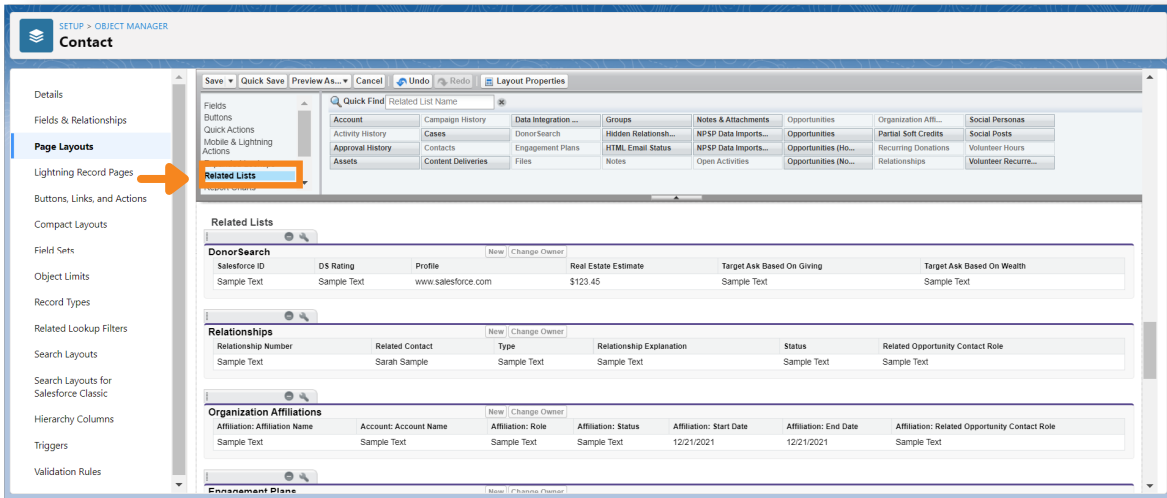 SETUP > OBJECT MANAGER
Contact
Details
Fields & Relationships
Page Layouts
Lightning Record Pages
Buttons, Links, and Actions
Compact Layouts
Field Sets
Object Limits
Record Types
Related Lookup Filters
Search Layouts
Search Layouts for
Salesforce Classic
Hierarchy Columns
Triggers
Validation Rules
Save Quick Save Preview As... Cancel Undo Redo Layout Properties
Fields
Buttons
Quick Actions
Mobile & Lightning
Actions
Related Lists
Report Charts
Quick Find Related List Name
Account Campaign History Data Integration ... Groups Notes & Attachments Opportunities Organization Affi... Social Personas
Activity History Cases DonorSearch Hidden Relationsh... NPSP Data Imports... Opportunities Partial Soft Credits Social Posts
Approval History Contacts Engagement Plans HTML Email Status NPSP Data Imports... Opportunities (Ho... Recurring Donations Volunteer Hours
Assets Content Deliveries Files Notes Open Activities Opportunities (No... Relationships Volunteer Recurre...
Related Lists
DonorSearch New Change Owner
Salesforce ID DS Rating Profile Real Estate Estimate Target Ask Based On Giving Target Ask Based On Wealth
Sample Text Sample Text www.salesforce.com $123.45 Sample Text Sample Text
Relationships New Change Owner
Relationship Number Related Contact Type Relationship Explanation Status Related Opportunity Contact Role
Sample Text Sarah Sample Sample Text Sample Text Sample Text Sample Text
Organization Affiliations New Change Owner
Affiliation: Affiliation Name Account: Account Name Affiliation: Role Affiliation: Status Affiliation: Start Date Affiliation: End Date Affiliation: Related Opportunity Contact Role
Sample Text Sample Text Sample Text Sample Text 12/21/2021 12/21/2021 Sample Text
Engagement Plans New Change Owner